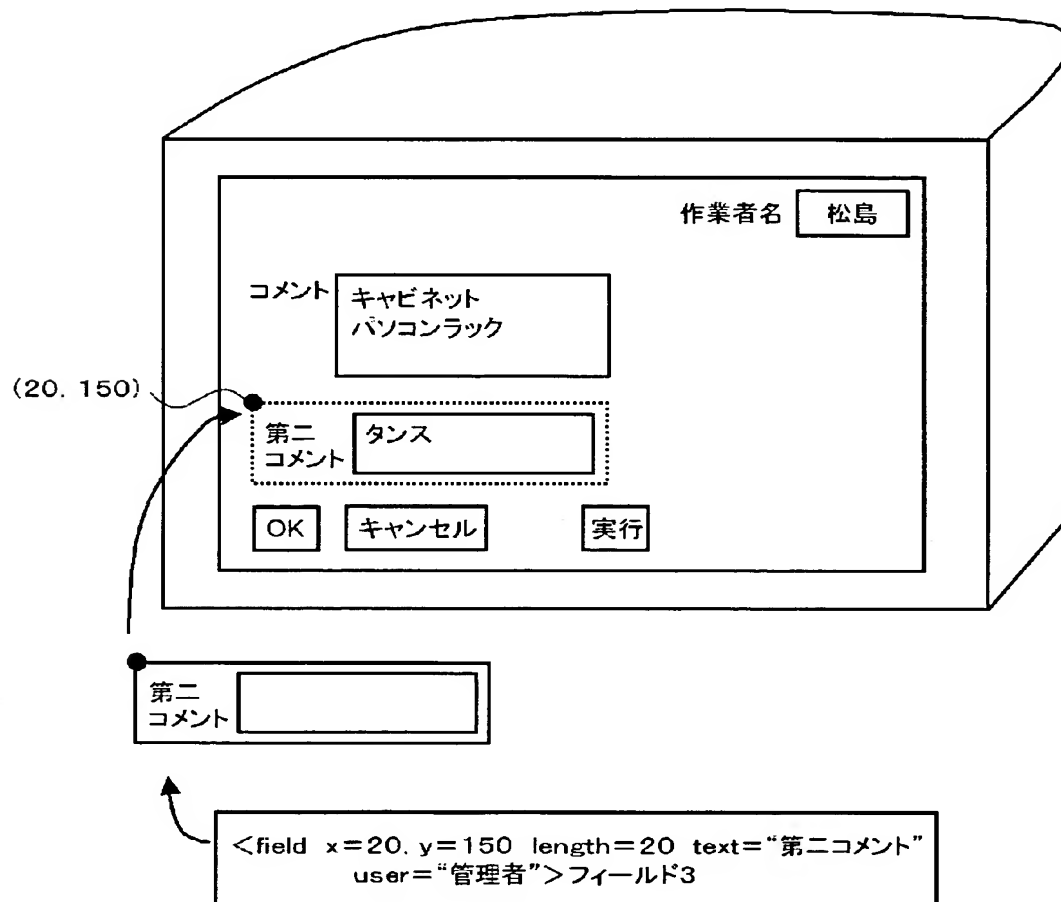 作業者名 松島
コメント
キャビネット
パソコンラック
(20. 150)
第二
コメント
タンス
OK キャンセル 実行
第二
コメント
<field x=20. y=150 length=20 text=“第二コメント”
user=“管理者”>フィールド3